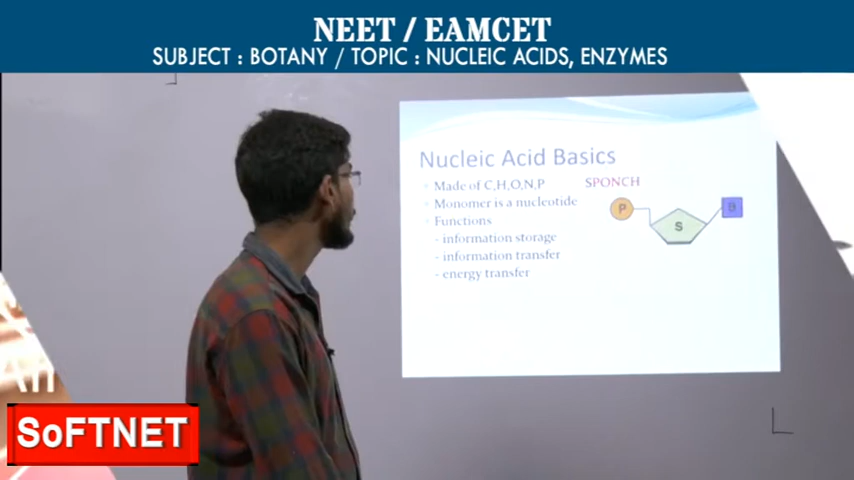 NEET / EAMCET
SUBJECT : BOTANY / TOPIC : NUCLEIC ACIDS, ENZYMES
Nucleic Acid Basics
Made of C,H,O,N,P
SPONCH
Monomer is a nucleotide
P
B
Functions
S
- information storage
- information transfer
- energy transfer
SoFTNET